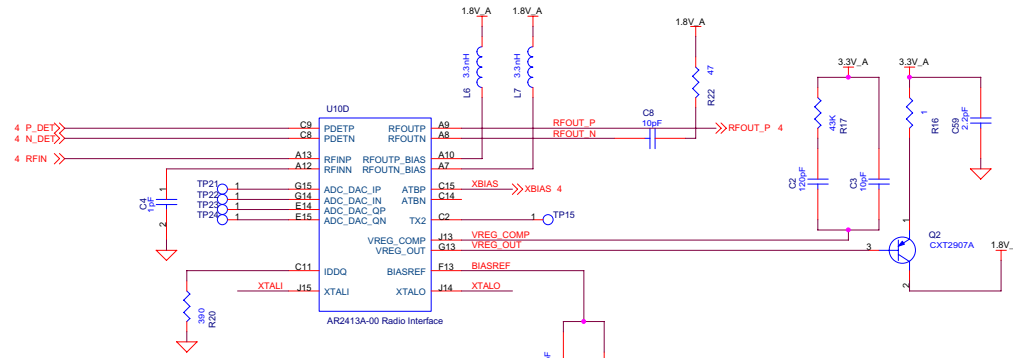 1.8V_A
1.8V_A
1.8V_A
3.3nH
L6
3.3nH
L7
47
R22
3.3V_A
3.3V_A
U10D
C8
10pF
43K
R17
1
R16
C59
2.2pF
4 P_DET
C9 PDETP
RFOUTP A9
RFOUT_P
RFOUT_P 4
4 N_DET
C8 PDETN
RFOUTN A8
RFOUT_N
4 RFIN
A13 RFINP
RFOUTP_BIAS A10
A12 RFINN
RFOUTN_BIAS A7
C4
1pF
1
2
TP21 1 G15 ADC_DAC_IP
TP22 1 G14 ADC_DAC_IN
TP23 1 E14 ADC_DAC_QP
TP24 1 E15 ADC_DAC_QN
ATBP C15
XBIAS
XBIAS 4
ATBN C14
TX2 C2
1
TP15
C2
120pF
C3
10pF
VREG_COMP J13
VREG_COMP
VREG_OUT G13
VREG_OUT
1
3
2
Q2
CXT2907A
1.8V_
C11 IDDQ
BIASREF F13
BIASREF
XTALI
J15 XTALI
XTALO J14
XTALO
390
R20
AR2413A-00 Radio Interface